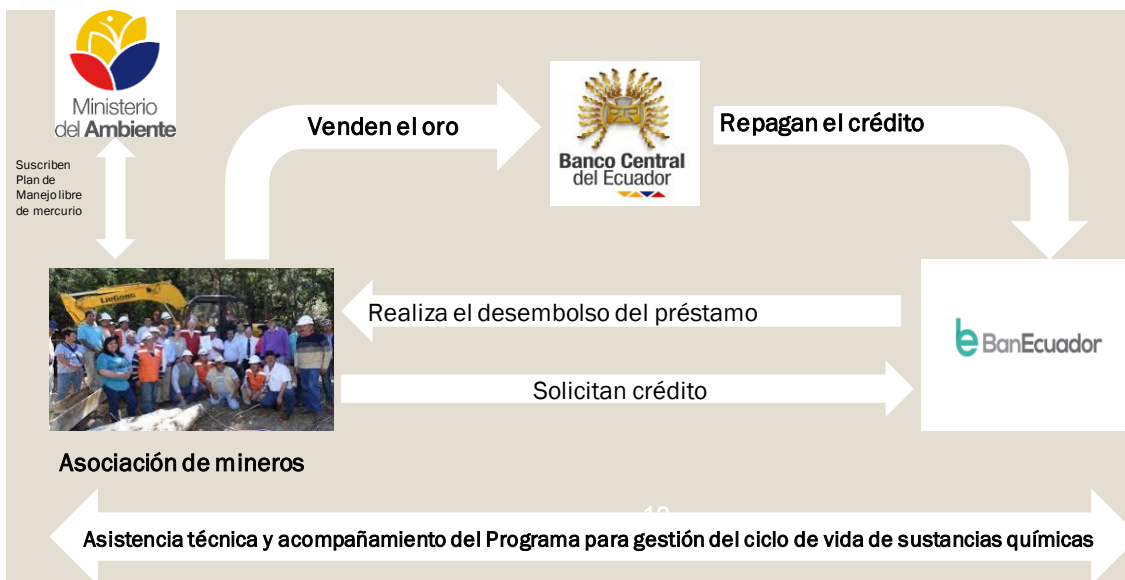 Ministerio
del Ambiente
Suscriben
Plan de
Manejo libre
de mercurio
Venden el oro
Banco Central
del Ecuador
Repagan el crédito
Realiza el desembolso del préstamo
LiuGong
BanEcuador
Solicitan crédito
Asociación de mineros
Asistencia técnica y acompañamiento del Programa para gestión del ciclo de vida de sustancias químicas